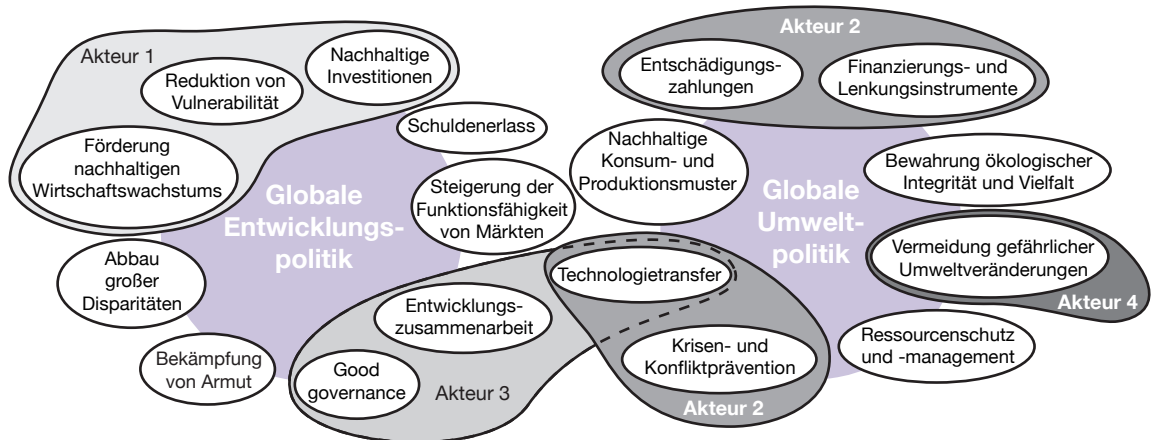 Akteur 1
Nachhaltige
Investitionen
Reduktion von
Vulnerabilität
Förderung
nachhaltigen
Wirtschaftswachstums
Schuldenerlass
Globale
Entwicklungs-
politik
Steigerung der
Funktionsfähigkeit
von Märkten
Abbau
großer
Disparitäten
Bekämpfung
von Armut
Entwicklungs-
zusammenarbeit
Good
governance
Akteur 3
Akteur 2
Entschädigungs-
zahlungen
Finanzierungs- und
Lenkungsinstrumente
Nachhaltige
Konsum- und
Produktionsmuster
Globale
Umwelt-
politik
Bewahrung ökologischer
Integrität und Vielfalt
Vermeidung gefährlicher
Umweltveränderungen
Akteur 4
Technologietransfer
Krisen- und
Konfliktprävention
Akteur 2
Ressourcenschutz
und -management